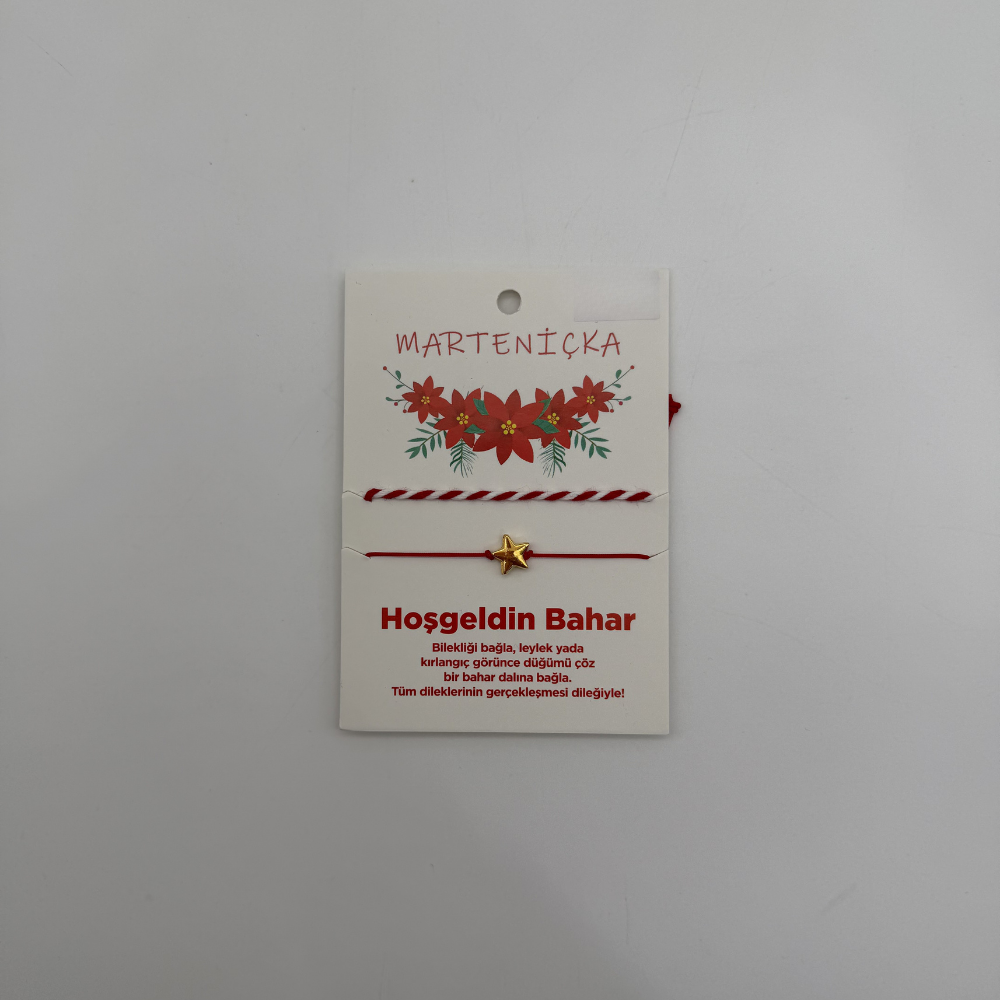 MARTENİÇKA
Hoşgeldin Bahar
Bilekliği bağla, leylek yada
kırlangıç görünce düğümü çöz
bir bahar dalına bağla.
Tüm dileklerinin gerçekleşmesi dileğiyle!